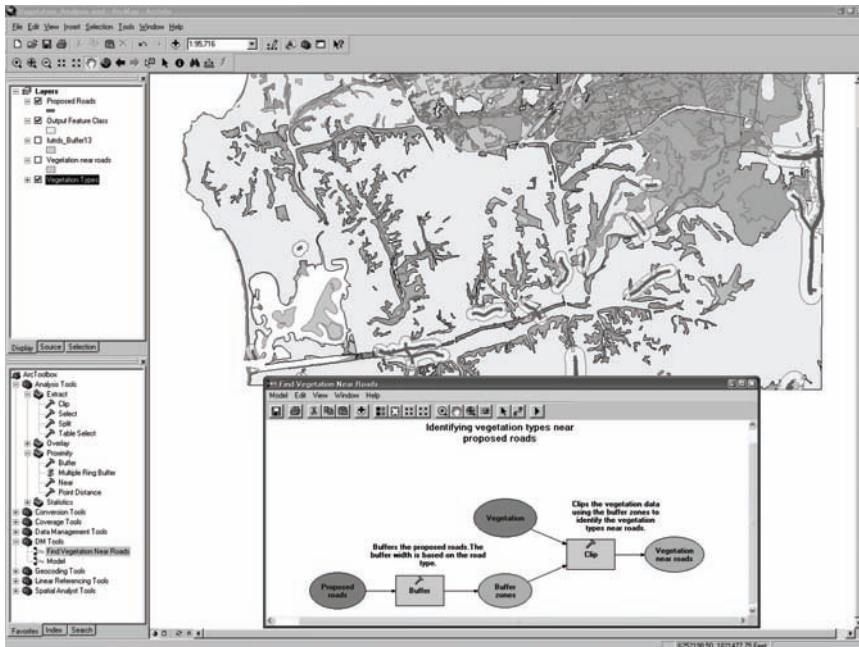 Vegetation Analysis.mxd - ArcMap - ArcInfo
File Edit View Insert Selection Tools Window Help
1:95,716
Layers
Proposed Roads
Output Feature Class
Vegetation near roads
Vegetation Types
Display Source Selection
ArcToolbox
Analysis Tools
Extract
Clip
Select
Split
Table Select
Overlay
Proximity
Buffer
Multiple Ring Buffer
Near
Point Distance
Statistics
Conversion Tools
Coverage Tools
Data Management Tools
DM Tools
Find Vegetation Near Roads
Model
Geocoding Tools
Linear Referencing Tools
Spatial Analyst Tools
Favorites Index Search
Find Vegetation Near Roads
Model Edit View Window Help
Identifying vegetation types near
proposed roads
Vegetation
Clips the vegetation data
using the buffer zones to
identify the vegetation
types near roads.
Clip
Vegetation
near roads
Buffers the proposed roads.The
buffer width is based on the road
type.
Proposed
roads
Buffer
Buffer
zones